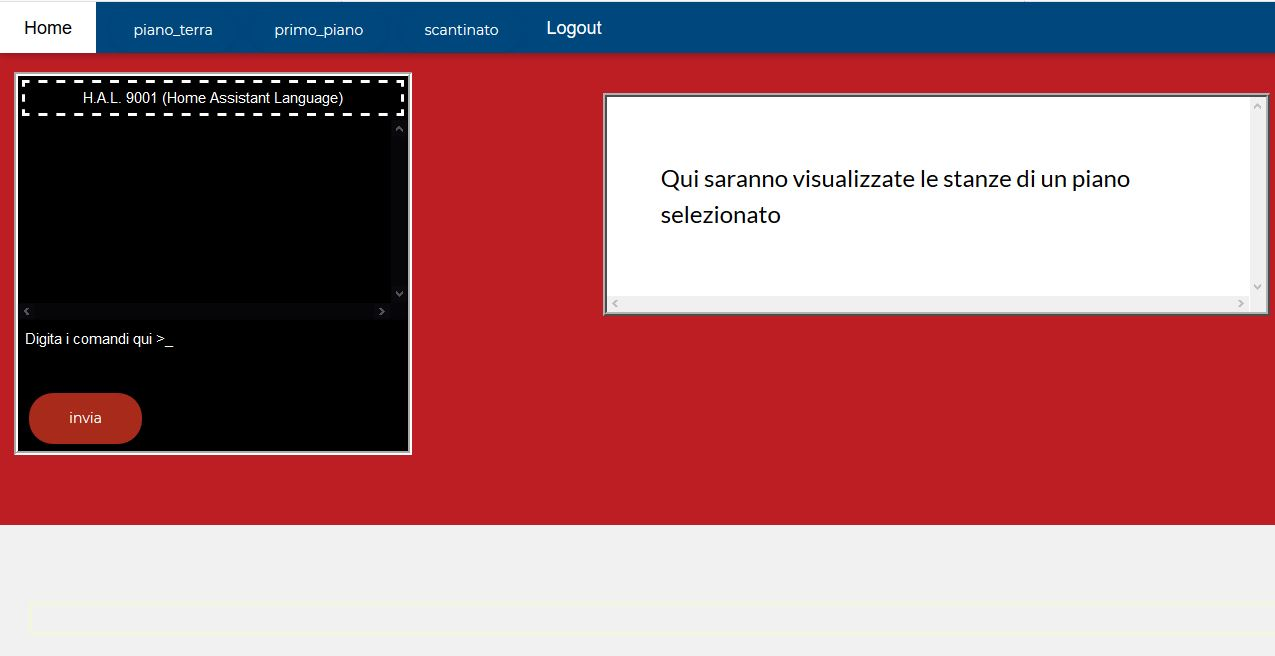 Home piano_terra primo_piano scantinato Logout
H.A.L. 9001 (Home Assistant Language)
Digita i comandi qui >_
invia
Qui saranno visualizzate le stanze di un piano
selezionato